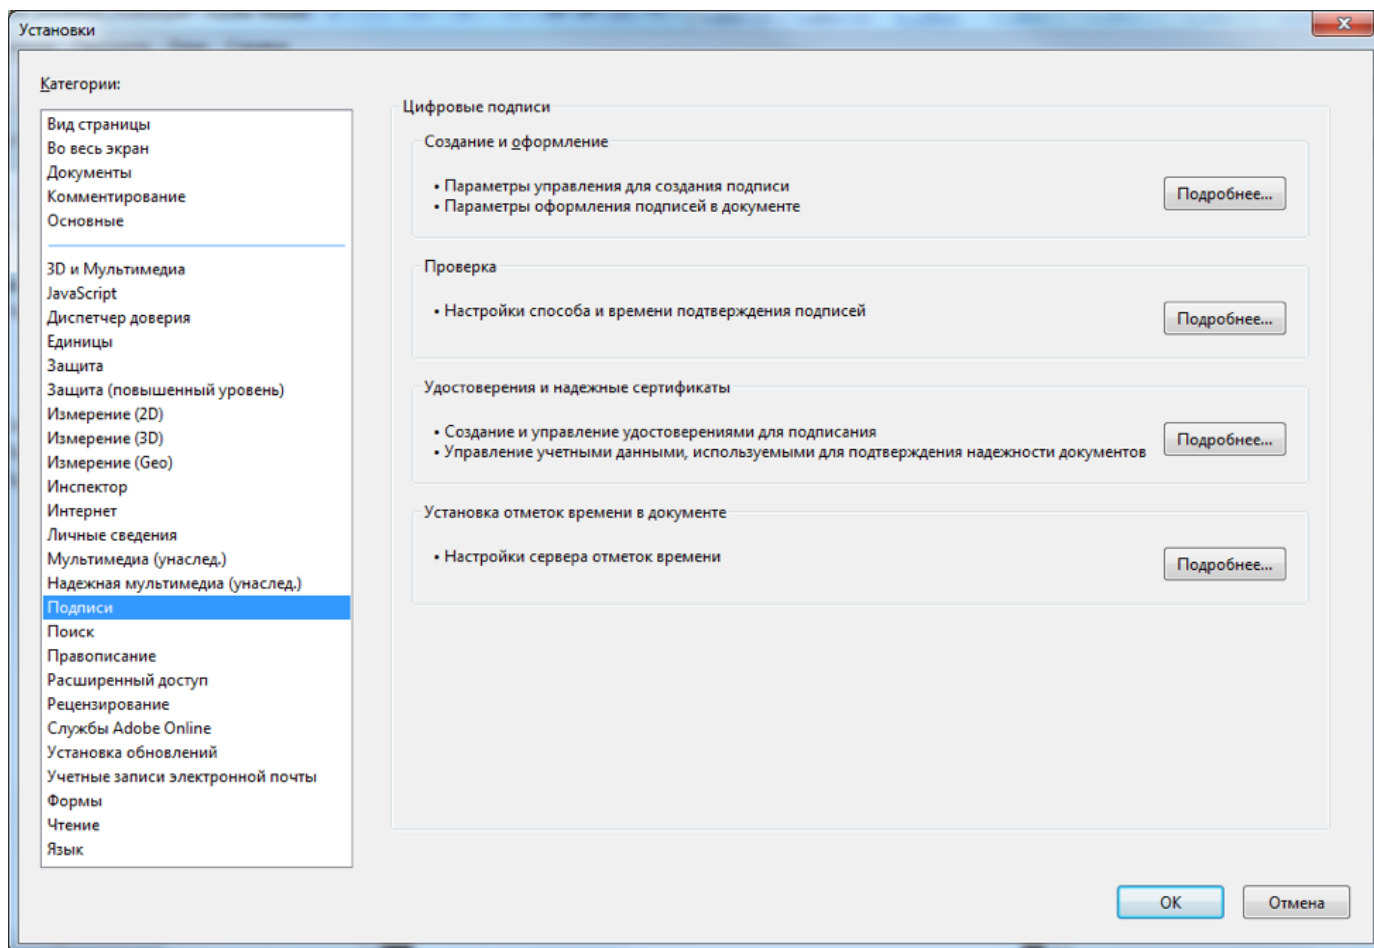 Установки
Категории:
Вид страницы
Во весь экран
Документы
Комментирование
Основные
3D и Мультимедиа
JavaScript
Диспетчер доверия
Единицы
Защита
Защита (повышенный уровень)
Измерение (2D)
Измерение (3D)
Измерение (Geo)
Инспектор
Интернет
Личные сведения
Мультимедиа (унаслед.)
Надежная мультимедиа (унаслед.)
Подписи
Поиск
Правописание
Расширенный доступ
Рецензирование
Службы Adobe Online
Установка обновлений
Учетные записи электронной почты
Формы
Чтение
Язык
Цифровые подписи
Создание и оформление
• Параметры управления для создания подписи
• Параметры оформления подписей в документе
Подробнее...
Проверка
• Настройки способа и времени подтверждения подписей
Подробнее...
Удостоверения и надежные сертификаты
• Создание и управление удостоверениями для подписания
• Управление учетными данными, используемыми для подтверждения надежности документов
Подробнее...
Установка отметок времени в документе
• Настройки сервера отметок времени
Подробнее...
OK
Отмена